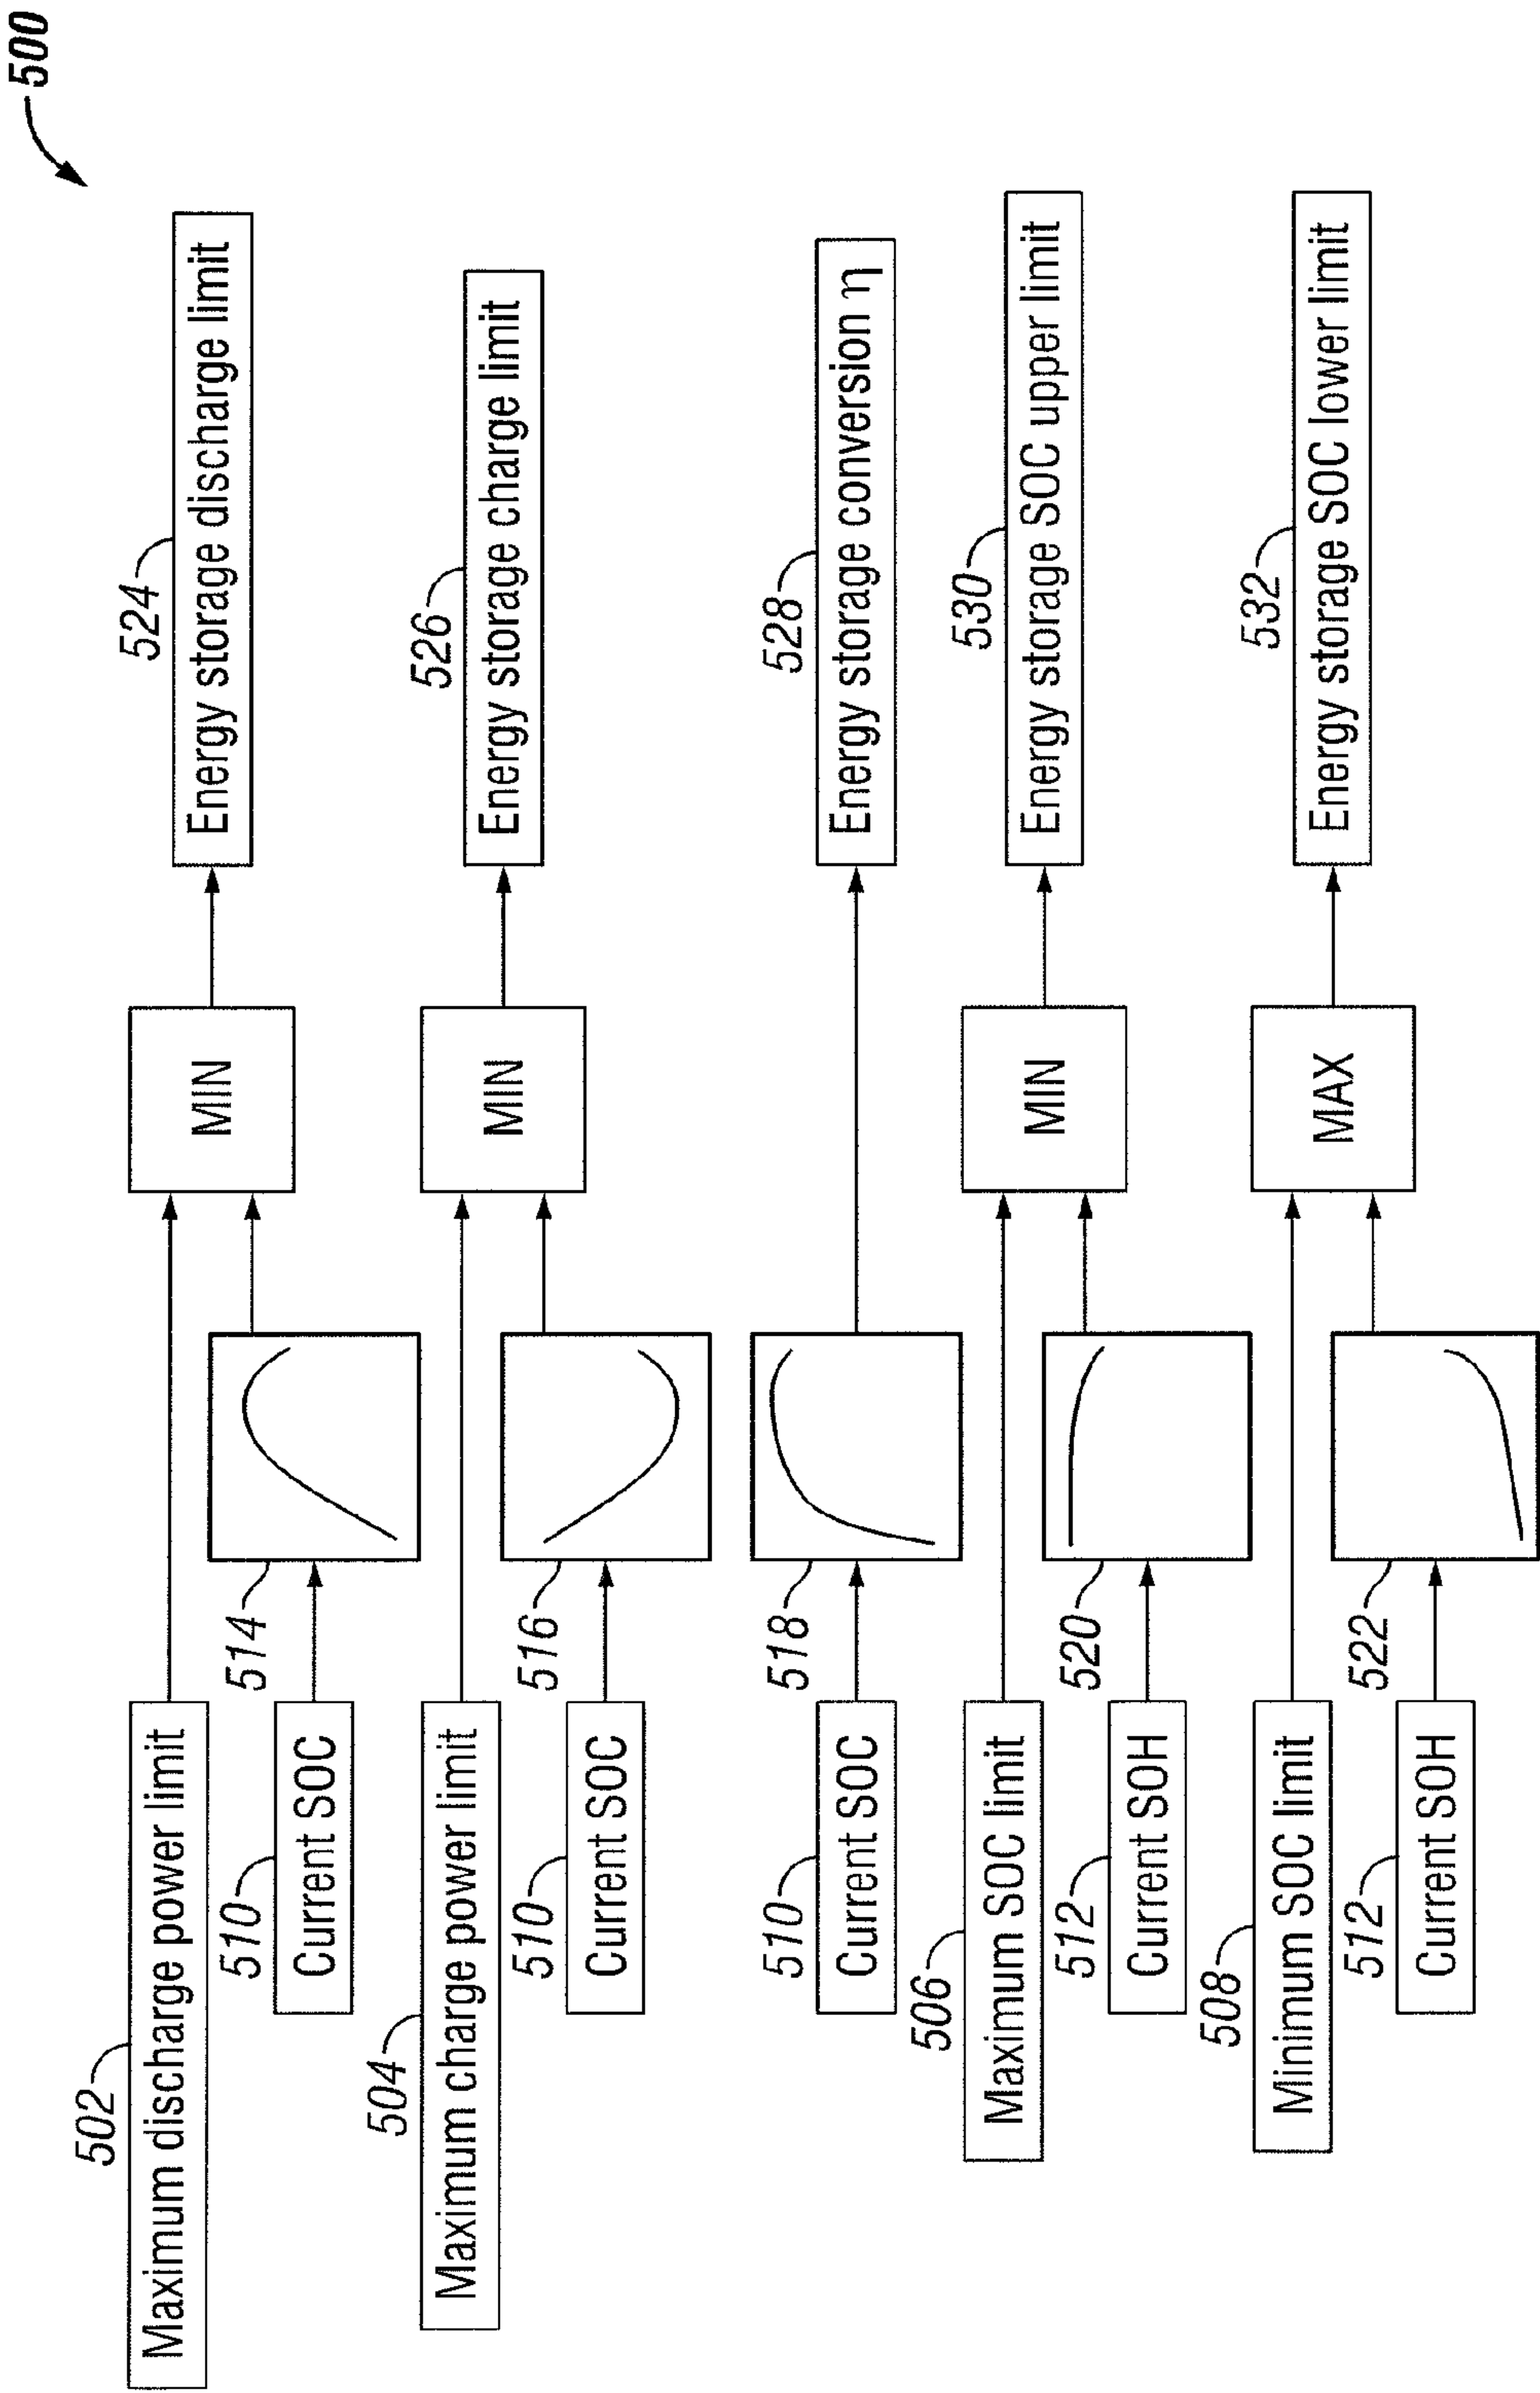 500
502
Maximum discharge power limit
514
510
Current SOC
MIN
524
Energy storage discharge limit
504
Maximum charge power limit
516
510
Current SOC
MIN
526
Energy storage charge limit
510
Current SOC
518
528
Energy storage conversion η
506
Maximum SOC limit
520
512
Current SOH
MIN
530
Energy storage SOC upper limit
508
Minimum SOC limit
522
512
Current SOH
MAX
532
Energy storage SOC lower limit